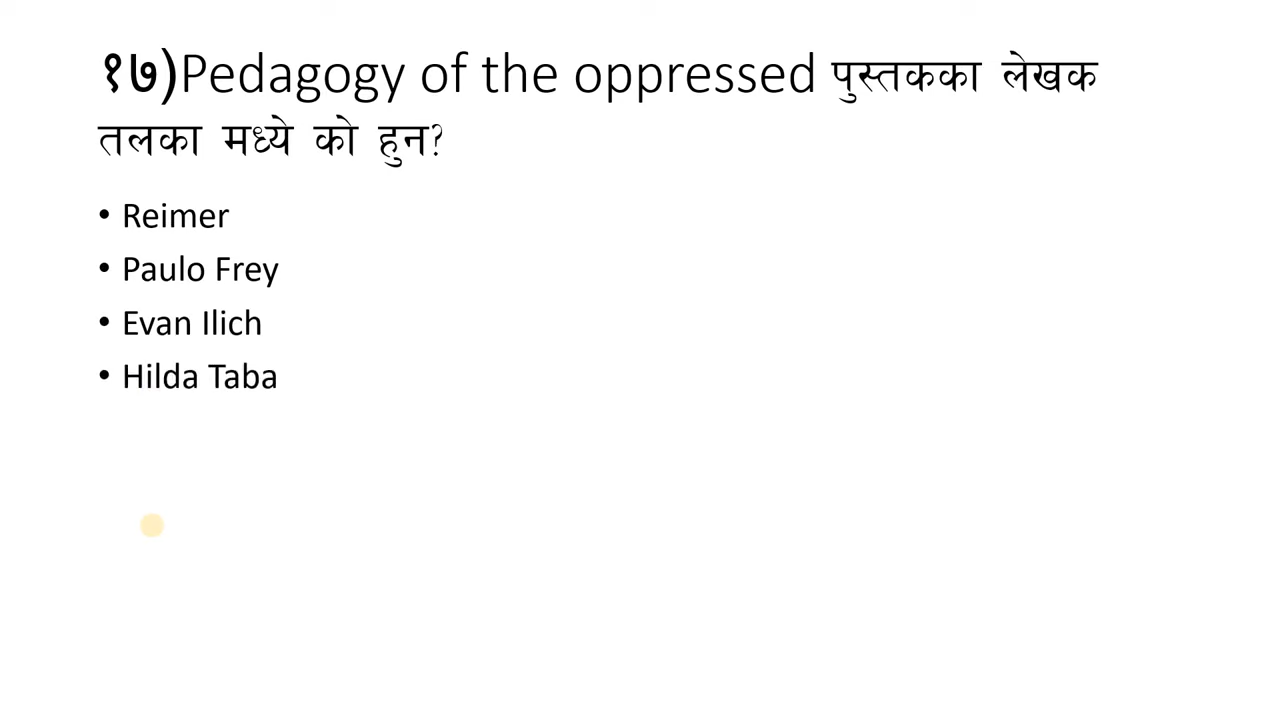 १७)Pedagogy of the oppressed पुस्तकका लेखक
तलका मध्ये को हुन?
• Reimer
• Paulo Frey
• Evan Ilich
• Hilda Taba